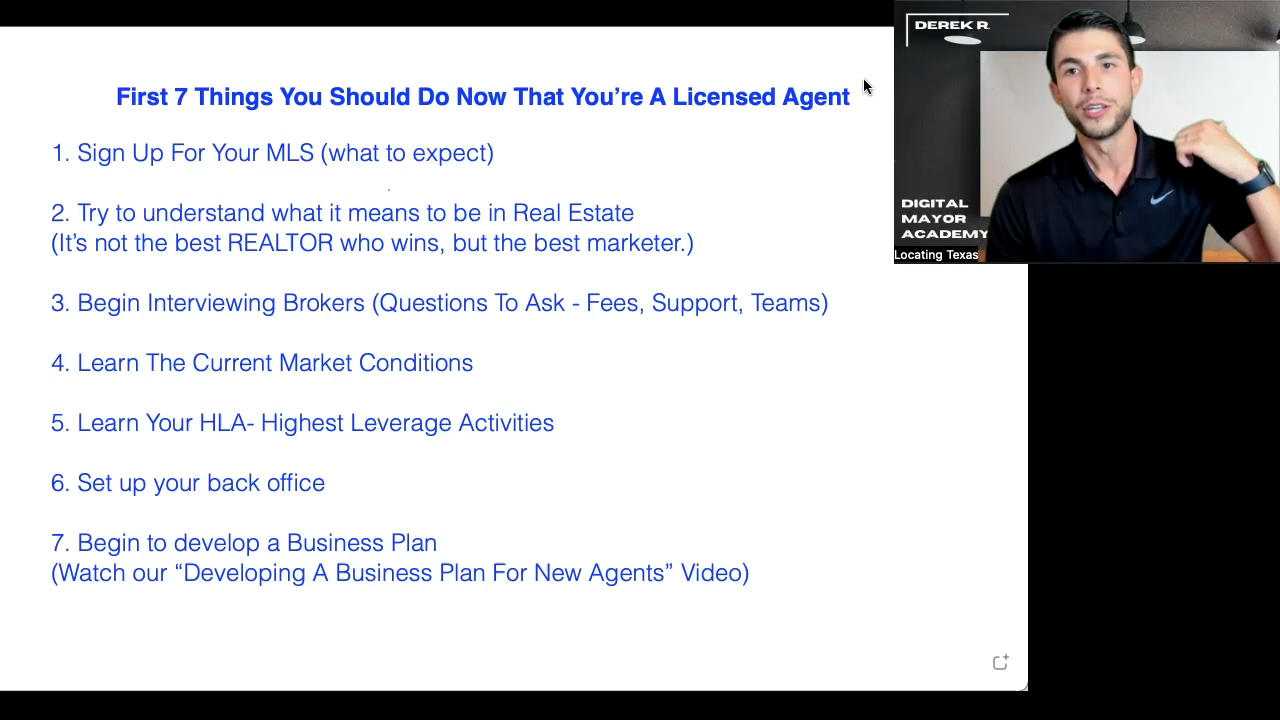 First 7 Things You Should Do Now That You’re A Licensed Agent
1. Sign Up For Your MLS (what to expect)
2. Try to understand what it means to be in Real Estate
(It’s not the best REALTOR who wins, but the best marketer.)
3. Begin Interviewing Brokers (Questions To Ask - Fees, Support, Teams)
4. Learn The Current Market Conditions
5. Learn Your HLA- Highest Leverage Activities
6. Set up your back office
7. Begin to develop a Business Plan
(Watch our “Developing A Business Plan For New Agents” Video)
DEREK R.
DIGITAL
MAYOR
ACADEMY
Locating Texas